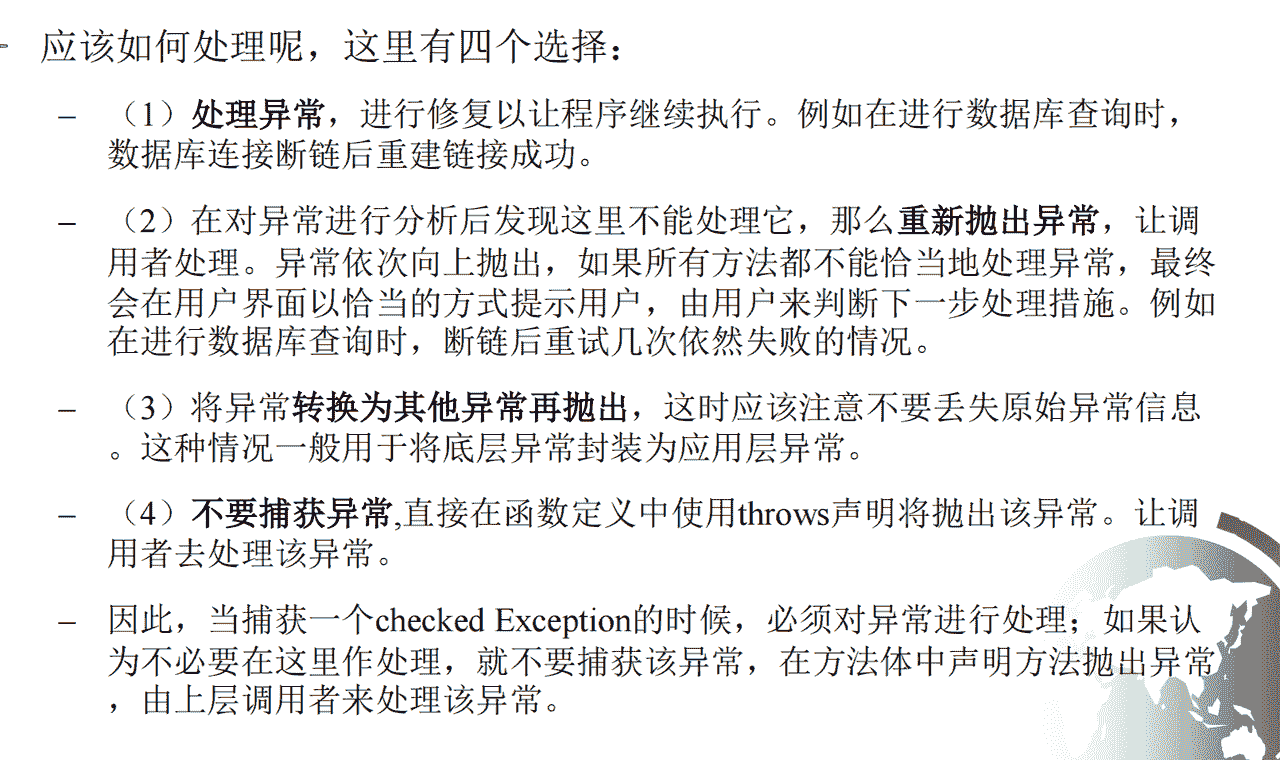 应该如何处理呢，这里有四个选择：
– （1）处理异常，进行修复以让程序继续执行。例如在进行数据库查询时，
数据库连接断链后重建链接成功。
– （2）在对异常进行分析后发现这里不能处理它，那么重新抛出异常，让调
用者处理。异常依次向上抛出，如果所有方法都不能恰当地处理异常，最终
会在用户界面以恰当的方式提示用户，由用户来判断下一步处理措施。例如
在进行数据库查询时，断链后重试几次依然失败的情况。
– （3）将异常转换为其他异常再抛出，这时应该注意不要丢失原始异常信息
。这种情况一般用于将底层异常封装为应用层异常。
– （4）不要捕获异常,直接在函数定义中使用throws声明将抛出该异常。让调
用者去处理该异常。
– 因此，当捕获一个checked Exception的时候，必须对异常进行处理；如果认
为不必要在这里作处理，就不要捕获该异常，在方法体中声明方法抛出异常
，由上层调用者来处理该异常。